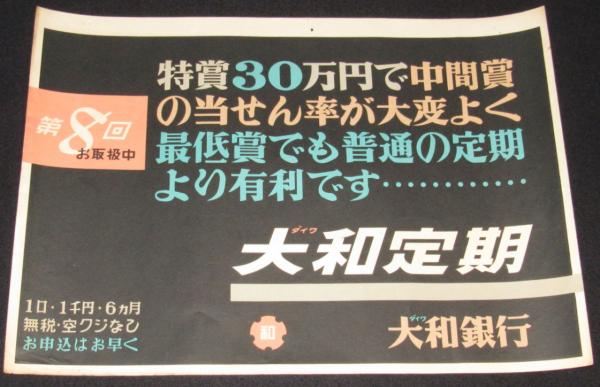 特賞30万円で中間賞
の当せん率が大変よく
最低賞でも普通の定期
より有利です…………
第8回
お取扱中
ダイワ
大和定期
1口・1千円・6ヵ月
無税・空クジなし
お申込はお早く
和
ダイワ
大和銀行